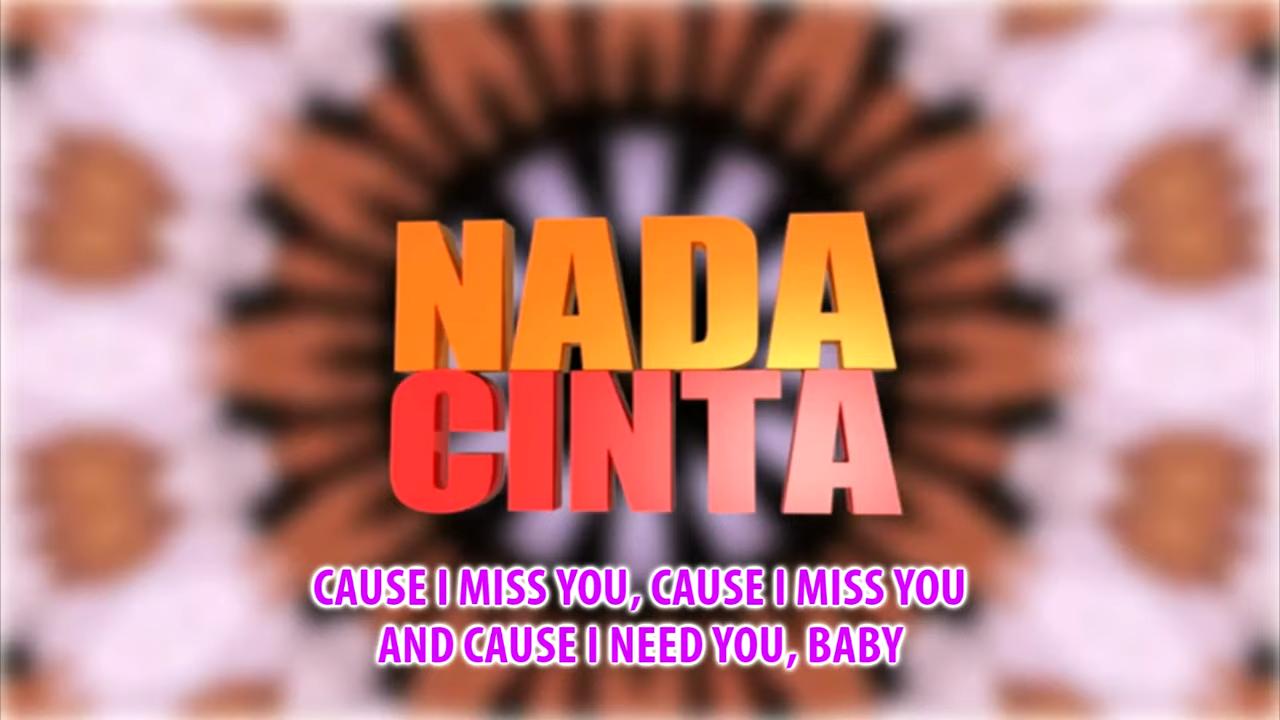 NADA
CINTA
CAUSE I MISS YOU, CAUSE I MISS YOU
AND CAUSE I NEED YOU, BABY